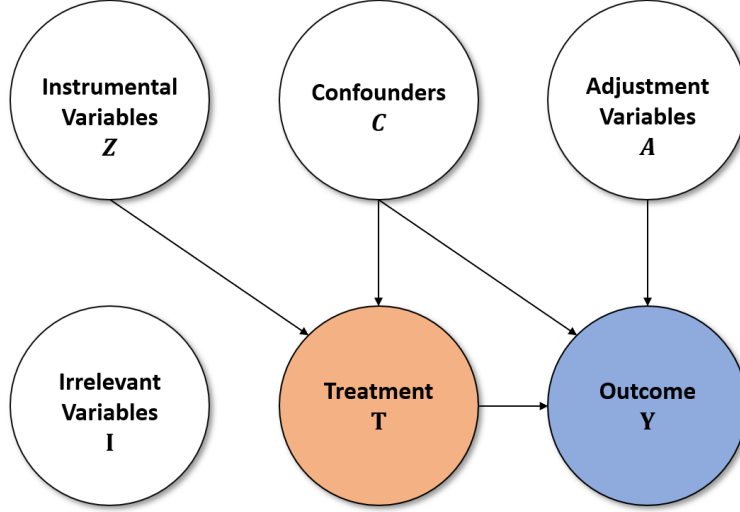 Instrumental
Variables
Z
Confounders
C
Adjustment
Variables
A
Irrelevant
Variables
I
Treatment
T
Outcome
Y